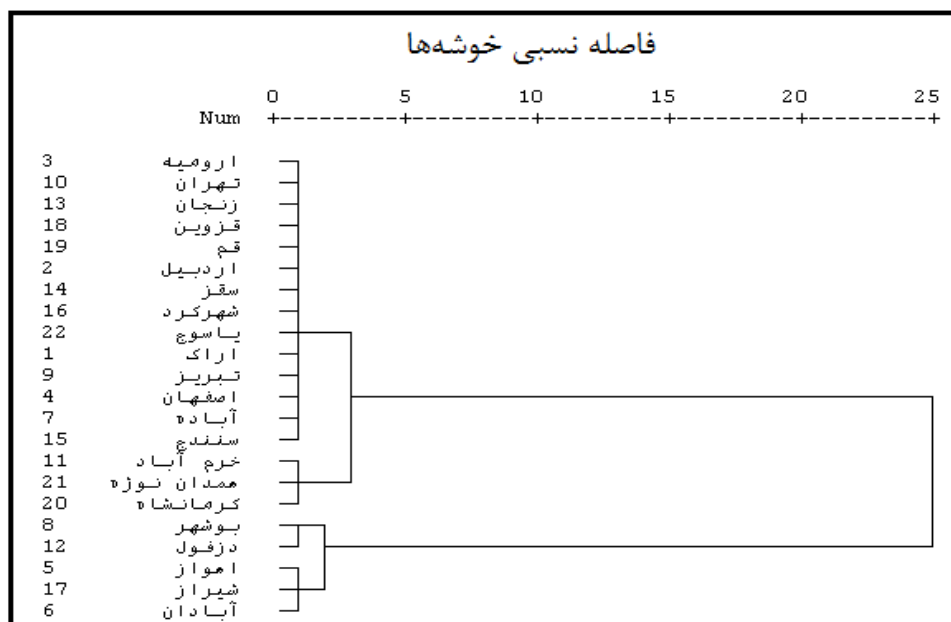 فاصله نسبی خوشه‌ها
0 5 10 15 20 25
Num +---------+---------+---------+---------+---------+
3 ارومیه
10 تهران
13 زنجان
18 قزوین
19 قم
2 اردبیل
14 سقز
16 شهرکرد
22 یاسوج
1 اراک
9 تبریز
4 اصفهان
7 آباده
15 سنندج
11 خرم آباد
21 همدان نوژه
20 کرمانشاه
8 بوشهر
12 دزفول
5 اهواز
17 شیراز
6 آبادان